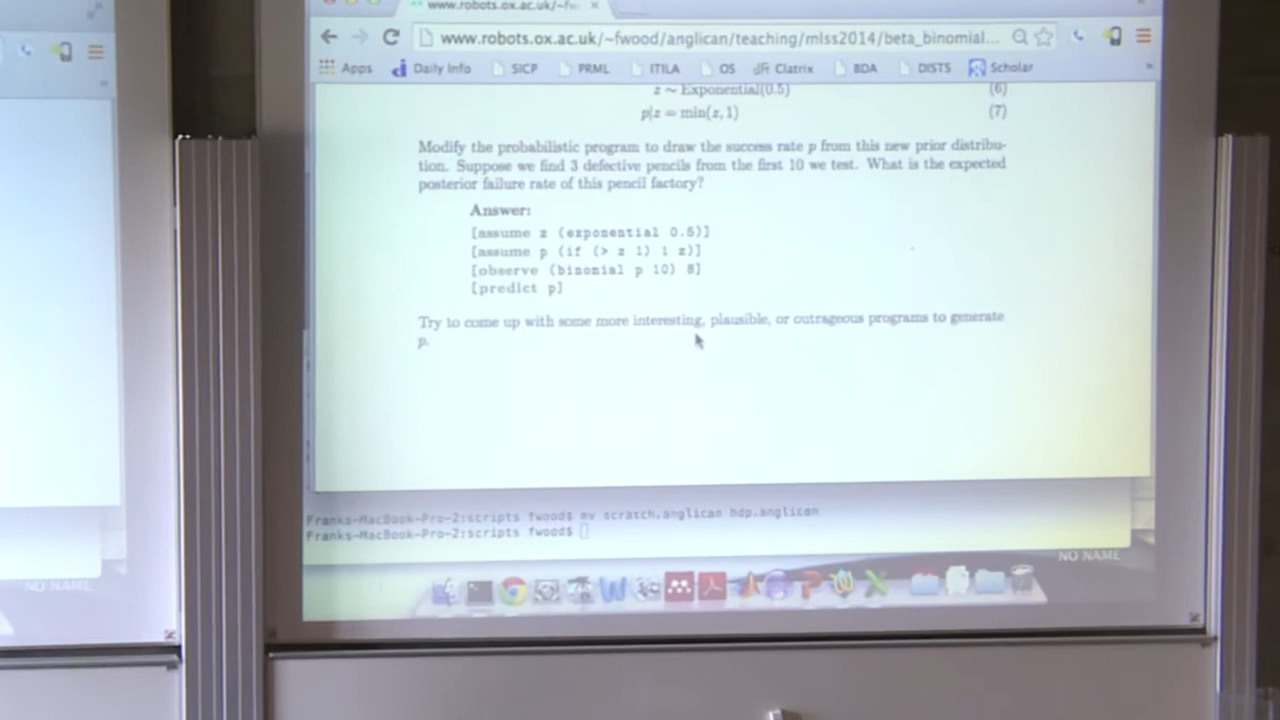 www.robots.ox.ac.uk/~fw
www.robots.ox.ac.uk/~fwood/anglican/teaching/mlss2014/beta_binomial...
Apps Daily Info SICP PRML ITILA OS Clatrix BDA DISTS Scholar
z ~ Exponential(0.5) (6)
p|z = min(z, 1) (7)
Modify the probabilistic program to draw the success rate p from this new prior distribu-
tion. Suppose we find 3 defective pencils from the first 10 we test. What is the expected
posterior failure rate of this pencil factory?
Answer:
[assume z (exponential 0.5)]
[assume p (if (> z 1) 1 z)]
[observe (binomial p 10) 8]
[predict p]
Try to come up with some more interesting, plausible, or outrageous programs to generate
p.
Franks-MacBook-Pro-2:scripts fwood$ mv scratch.anglican hdp.anglican
Franks-MacBook-Pro-2:scripts fwood$
NO NAME
NO NAME